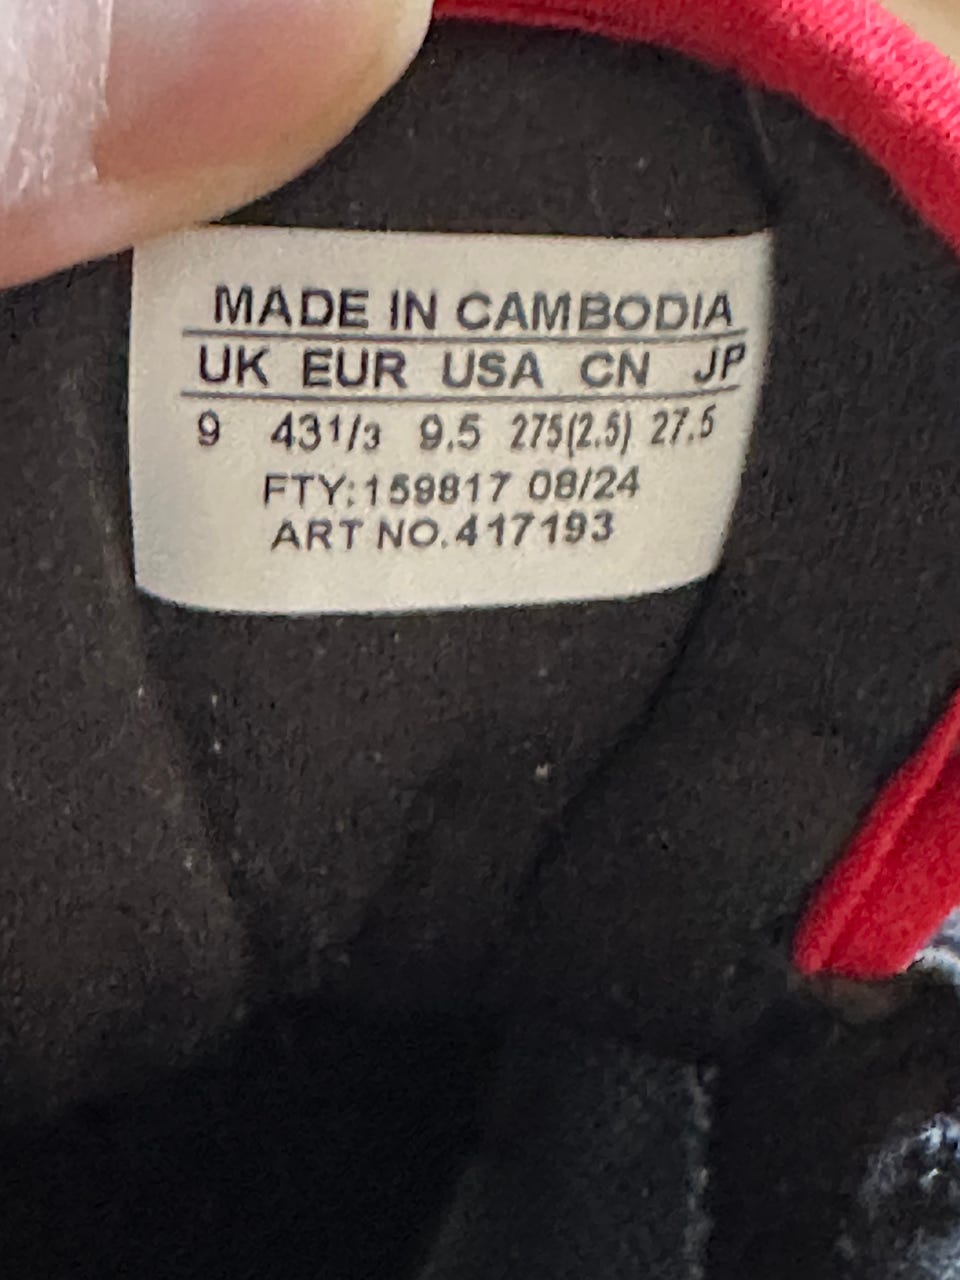 MADE IN CAMBODIA
UK EUR USA CN JP
9 431/3 9.5 275(2.5) 27.5
FTY:159817 08/24
ART NO.417193